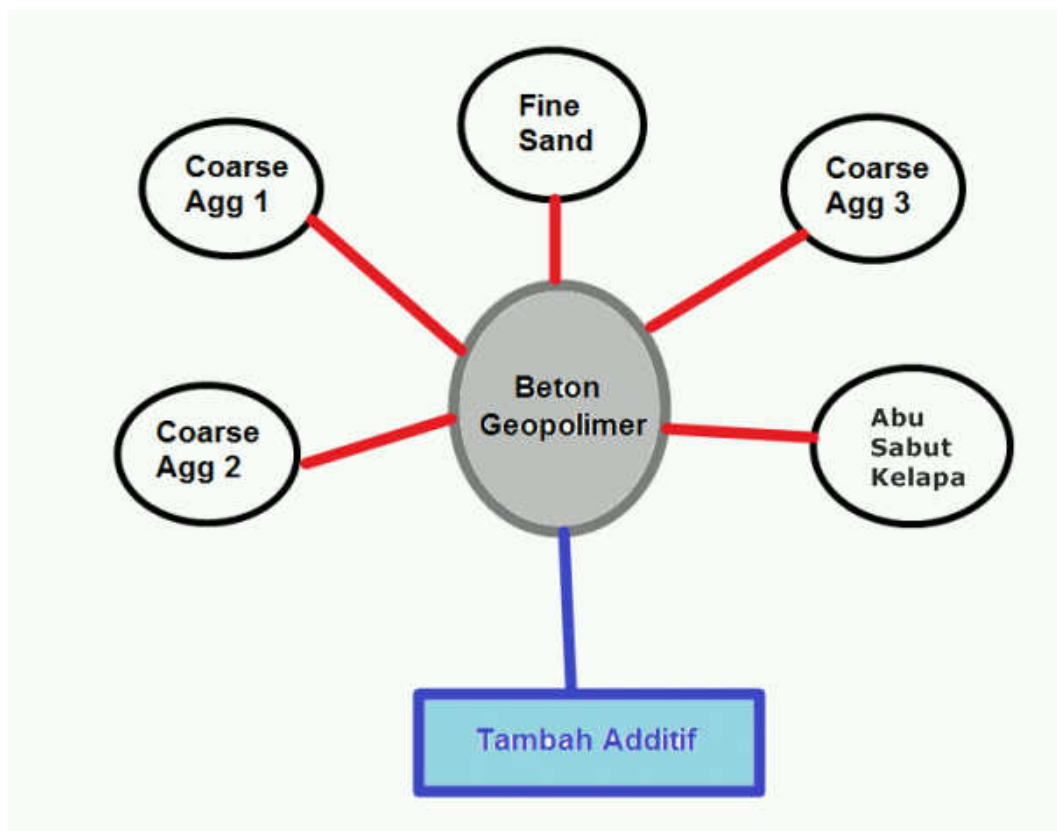 Fine
Sand
Coarse
Agg 1
Coarse
Agg 3
Beton
Geopolimer
Coarse
Agg 2
Abu
Sabut
Kelapa
Tambah Additif